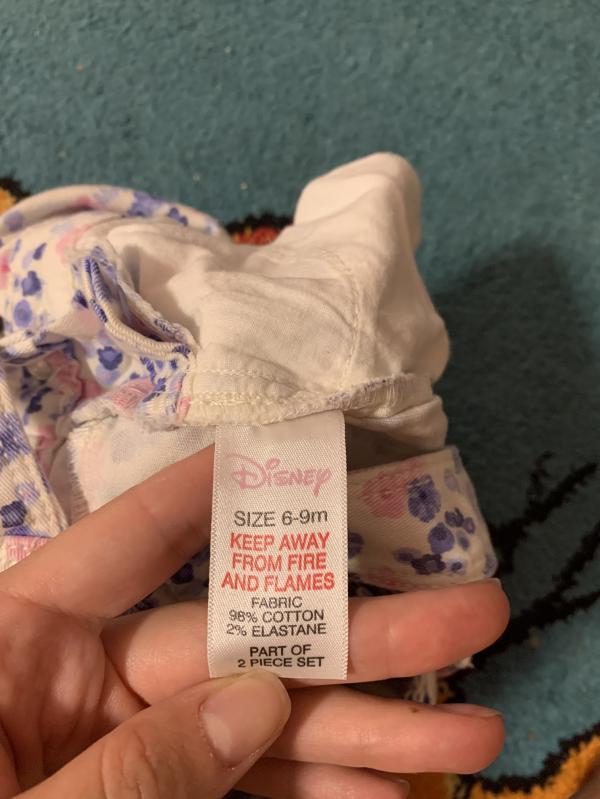 Disney
SIZE 6-9m
KEEP AWAY
FROM FIRE
AND FLAMES
FABRIC
98% COTTON
2% ELASTANE
PART OF
2 PIECE SET